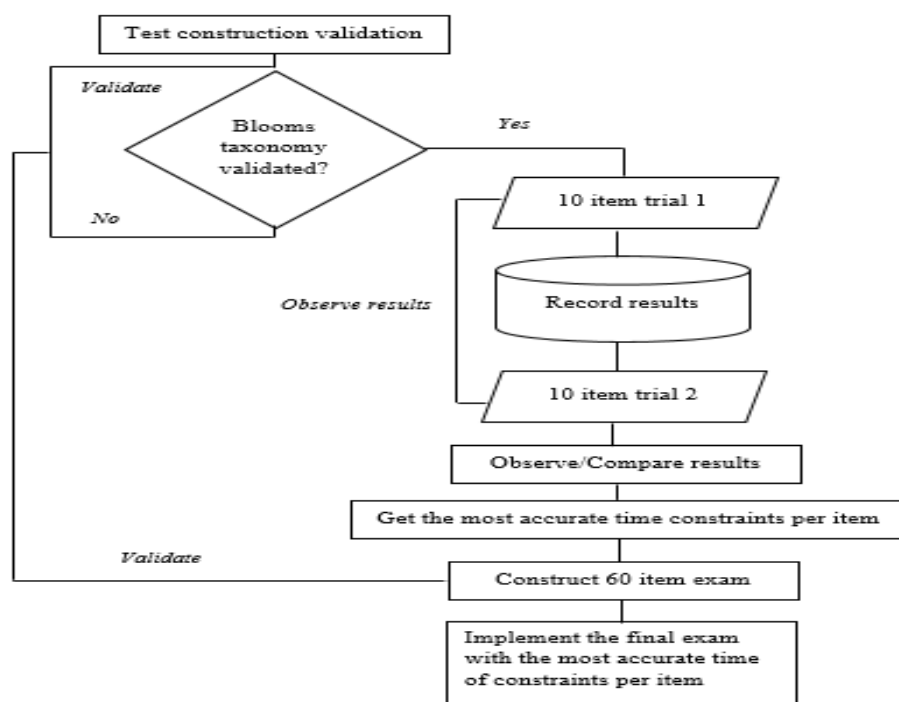 Test construction validation
Validate
Blooms
taxonomy
validated?
Yes
No
10 item trial 1
Observe results
Record results
10 item trial 2
Observe/Compare results
Get the most accurate time constraints per item
Validate
Construct 60 item exam
Implement the final exam
with the most accurate time
of constraints per item